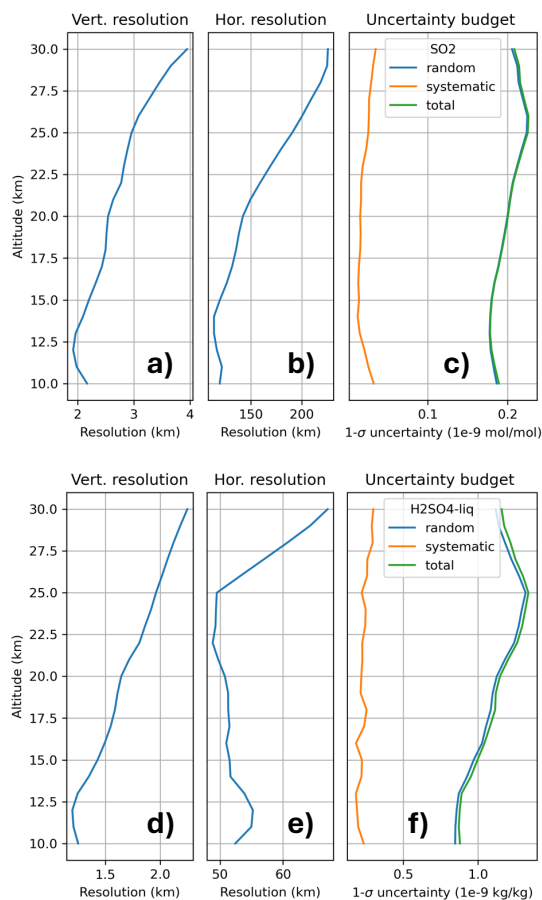 Vert. resolution
Hor. resolution
Uncertainty budget
Altitude (km)
30.0
27.5
25.0
22.5
20.0
17.5
15.0
12.5
10.0
SO2
random
systematic
total
a)
b)
c)
2 3 4
150 200
0.1 0.2
Resolution (km)
Resolution (km)
1-σ uncertainty (1e-9 mol/mol)
Vert. resolution
Hor. resolution
Uncertainty budget
Altitude (km)
30.0
27.5
25.0
22.5
20.0
17.5
15.0
12.5
10.0
H2SO4-liq
random
systematic
total
d)
e)
f)
1.5 2.0
50 60
0.5 1.0
Resolution (km)
Resolution (km)
1-σ uncertainty (1e-9 kg/kg)